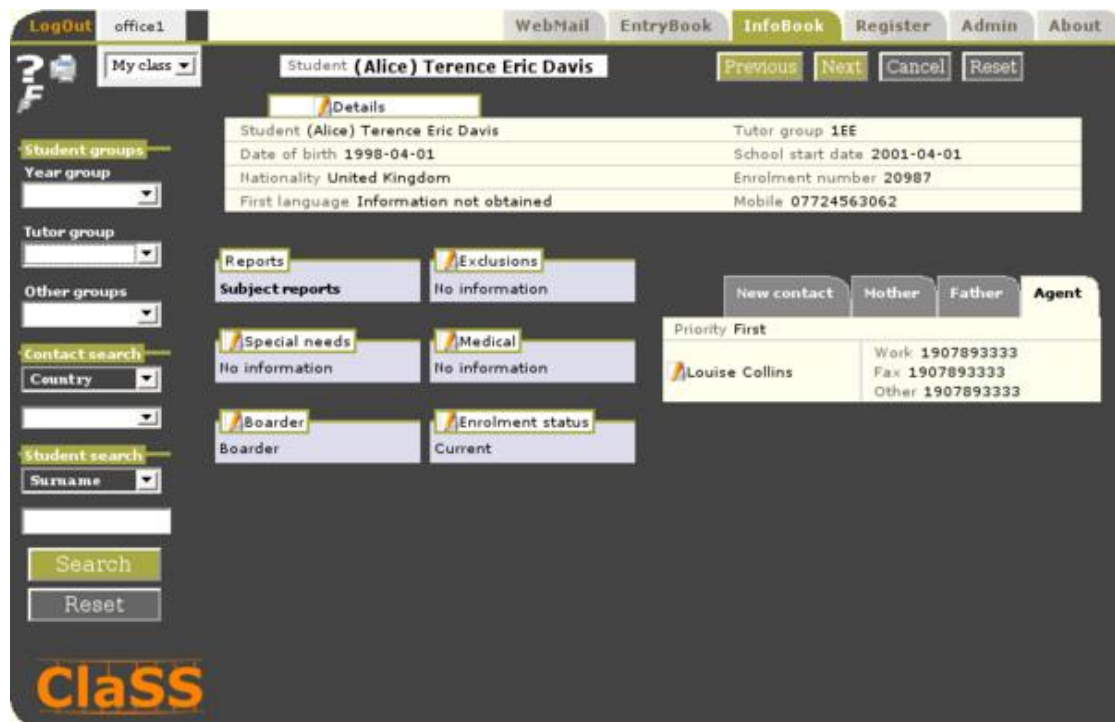 LogOut office1 WebMail EntryBook InfoBook Register Admin About
? F My class Student (Alice) Terence Eric Davis Previous Next Cancel Reset
Details
Student (Alice) Terence Eric Davis Tutor group 1EE
Date of birth 1998-04-01 School start date 2001-04-01
Nationality United Kingdom Enrolment number 20987
First language Information not obtained Mobile 07724563062
Student groups
Year group
Tutor group
Other groups
Contact search
Country
Student search
Surname
Search
Reset
ClaSS
Reports
Subject reports
Exclusions
No information
Special needs
No information
Medical
No information
Boarder
Boarder
Enrolment status
Current
New contact Mother Father Agent
Priority First
Louise Collins
Work 1907893333
Fax 1907893333
Other 1907893333